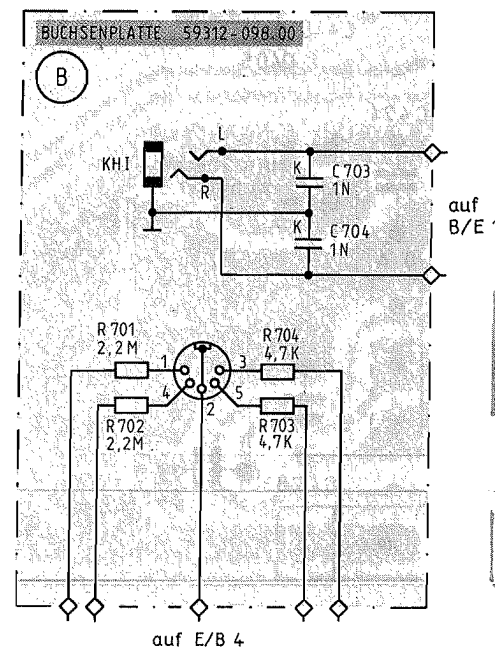 BUCHSENPLATTE 59312-098.00
B
L
KHI
R
K
C703
1N
K
C704
1N
auf
B/E 1
R701
2,2M
R704
4,7K
1
3
4
5
2
R702
2,2M
R703
4,7K
auf E/B 4